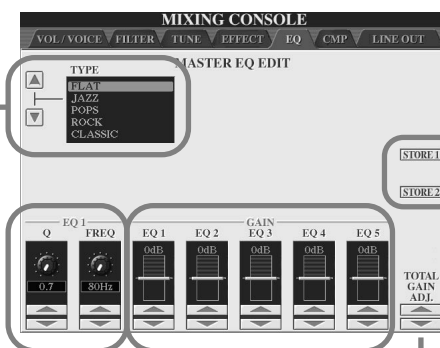 MIXING CONSOLE
VOL / VOICE FILTER TUNE EFFECT EQ CMP LINE OUT
MASTER EQ EDIT
TYPE
FLAT
JAZZ
POPS
ROCK
CLASSIC
STORE 1
STORE 2
EQ 1
Q FREQ
0.7 80Hz
GAIN
EQ 1 EQ 2 EQ 3 EQ 4 EQ 5
0dB 0dB 0dB 0dB 0dB
TOTAL
GAIN
ADJ.